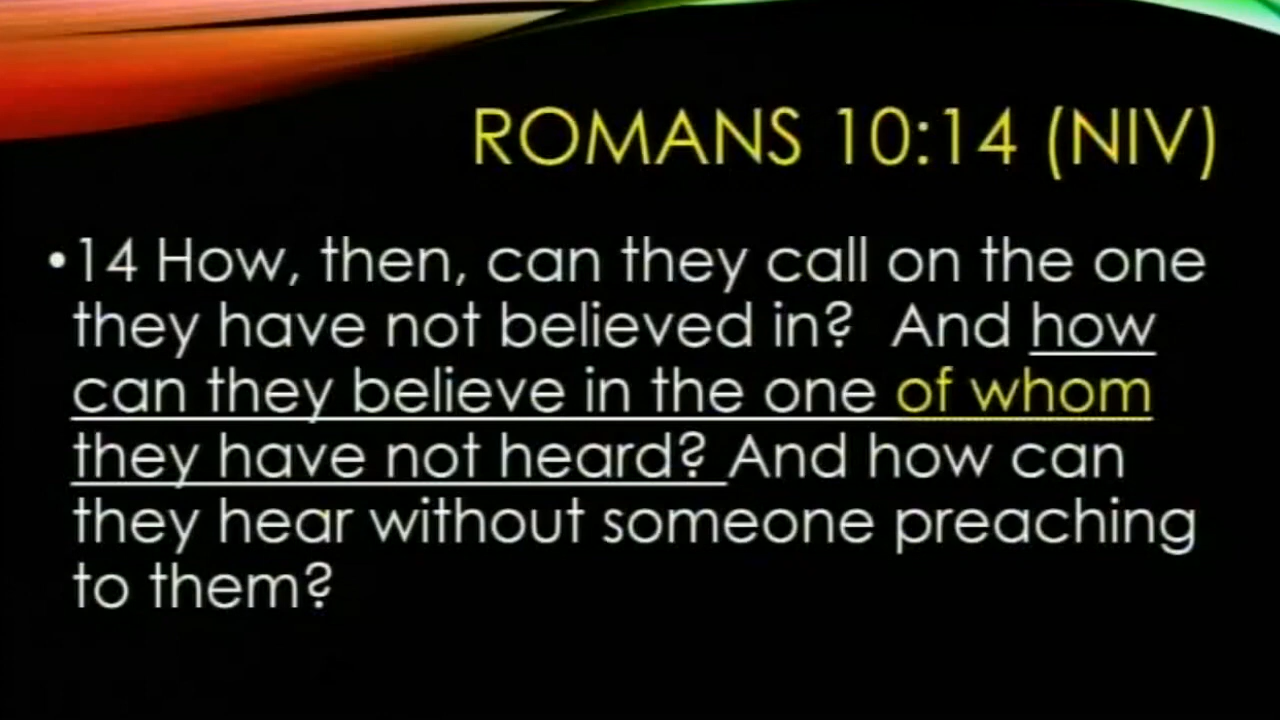 ROMANS 10:14 (NIV)
•14 How, then, can they call on the one
they have not believed in?  And how
can they believe in the one of whom
they have not heard? And how can
they hear without someone preaching
to them?